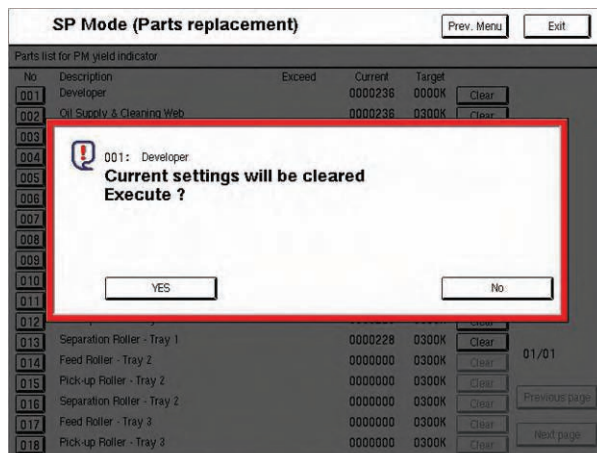 SP Mode (Parts replacement) Prev. Menu Exit
Parts list for PM yield indicator
No Description Exceed Current Target
001 Developer 0000236 0000K Clear
002 Oil Supply & Cleaning Web 0000236 0300K Clear
003
004
005
006
007
008
009
010
011
001: Developer
Current settings will be cleared
Execute ?
YES No
012
013 Separation Roller - Tray 1 0000228 0300K Clear
014 Feed Roller - Tray 2 0000000 0300K Clear
01/01
015 Pick-up Roller - Tray 2 0000000 0300K Clear
016 Separation Roller - Tray 2 0000000 0300K Clear
Previous page
017 Feed Roller - Tray 3 0000000 0300K Clear
018 Pick-up Roller - Tray 3 0000000 0300K Clear
Next page